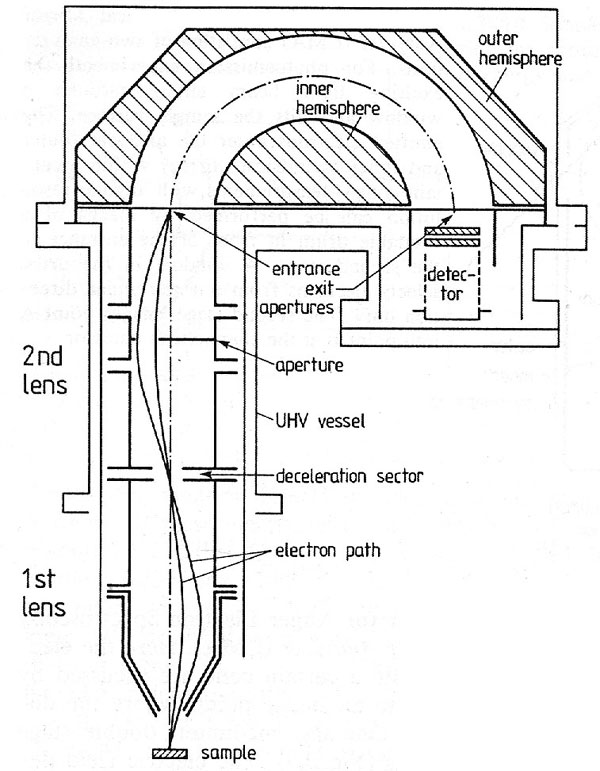 outer
hemisphere
inner
hemisphere
entrance
exit
apertures
detec-
tor
2nd
lens
aperture
UHV vessel
deceleration sector
electron path
1st
lens
sample